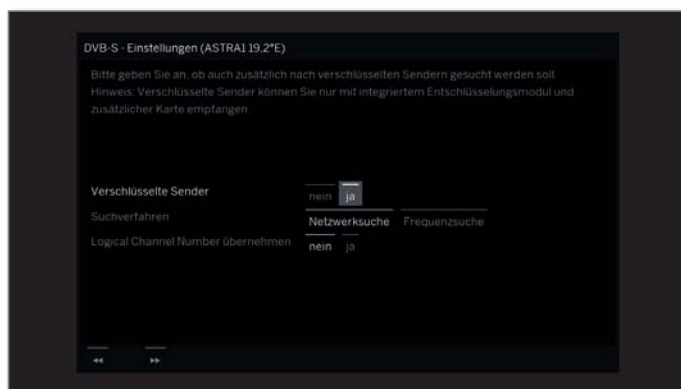 DVB-S - Einstellungen (ASTRA1 19,2°E)
Bitte geben Sie an, ob auch zusätzlich nach verschlüsselten Sendern gesucht werden soll.
Hinweis: Verschlüsselte Sender können Sie nur mit integriertem Entschlüsselungsmodul und
zusätzlicher Karte empfangen.
Verschlüsselte Sender nein ja
Suchverfahren Netzwerksuche Frequenzsuche
Logical Channel Number übernehmen nein ja